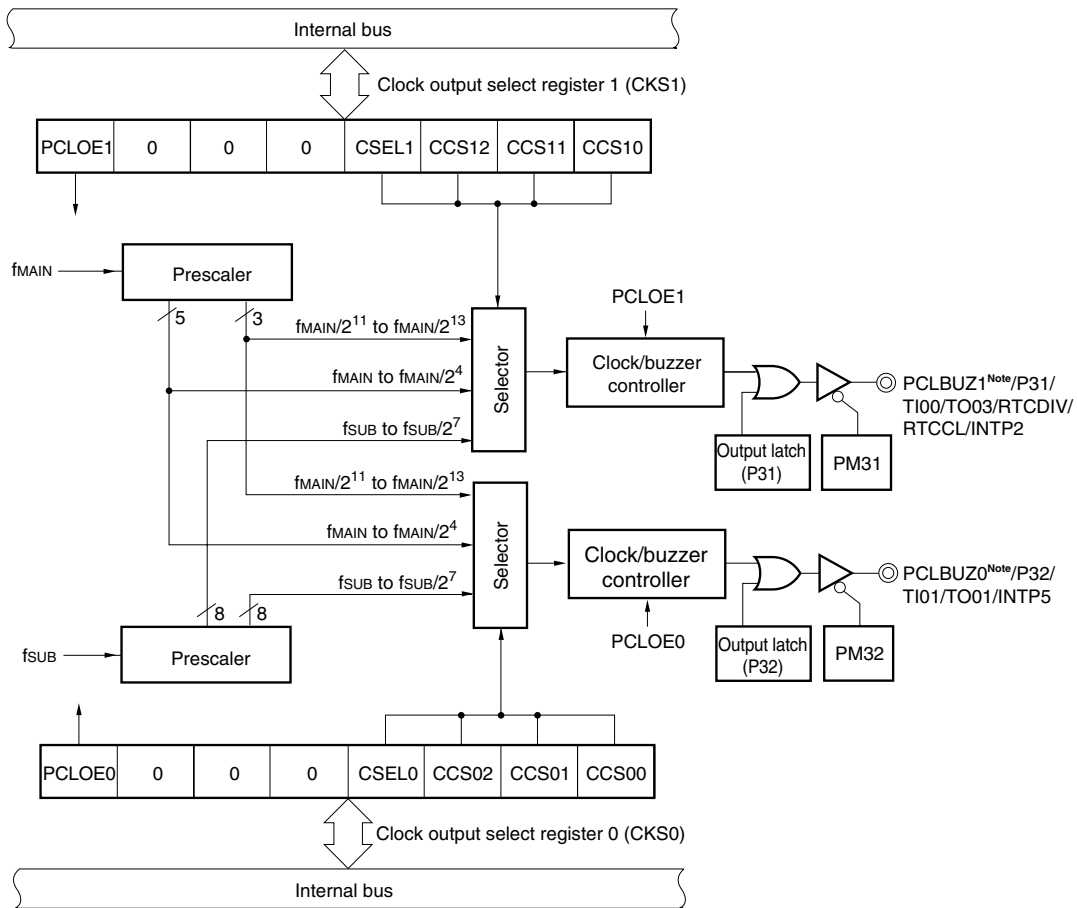 Internal bus
Clock output select register 1 (CKS1)
PCLOE1 0 0 0 CSEL1 CCS12 CCS11 CCS10
fMAIN
Prescaler
5 3
PCLOE1
fMAIN/2^11 to fMAIN/2^13
fMAIN to fMAIN/2^4
fSUB to fSUB/2^7
Selector
Clock/buzzer
controller
PCLBUZ1Note/P31/
TI00/TO03/RTCDIV/
RTCCL/INTP2
Output latch
(P31)
PM31
fMAIN/2^11 to fMAIN/2^13
fMAIN to fMAIN/2^4
fSUB to fSUB/2^7
Selector
Clock/buzzer
controller
PCLBUZ0Note/P32/
TI01/TO01/INTP5
8 8
PCLOE0
Output latch
(P32)
PM32
fSUB
Prescaler
PCLOE0 0 0 0 CSEL0 CCS02 CCS01 CCS00
Clock output select register 0 (CKS0)
Internal bus